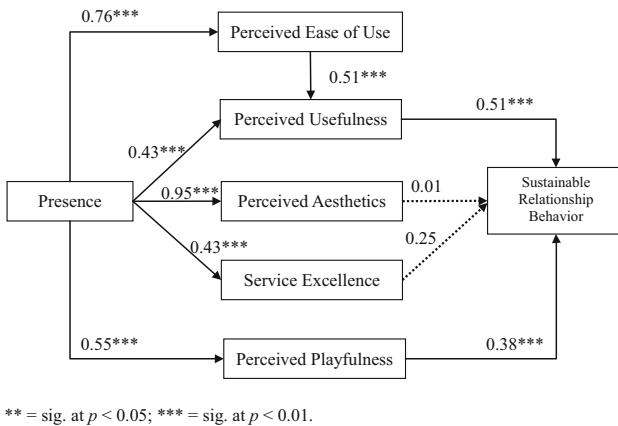 0.76***
Perceived Ease of Use
0.51***
Perceived Usefulness
0.51***
0.43***
Presence
0.95***
Perceived Aesthetics
0.01
Sustainable
Relationship
Behavior
0.43***
0.25
Service Excellence
0.55***
Perceived Playfulness
0.38***
** = sig. at p < 0.05; *** = sig. at p < 0.01.